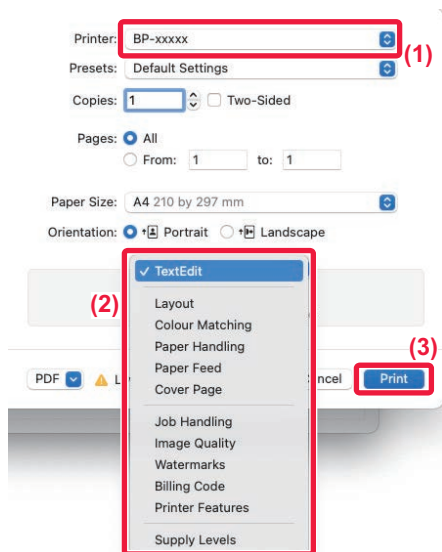 Printer: BP-xxxxx
(1)
Presets: Default Settings
Copies: 1 Two-Sided
Pages: All
From: 1 to: 1
Paper Size: A4 210 by 297 mm
Orientation: Portrait Landscape
✓ TextEdit
(2)
Layout
Colour Matching
Paper Handling
Paper Feed
Cover Page
(3)
PDF L ncel Print
Job Handling
Image Quality
Watermarks
Billing Code
Printer Features
Supply Levels